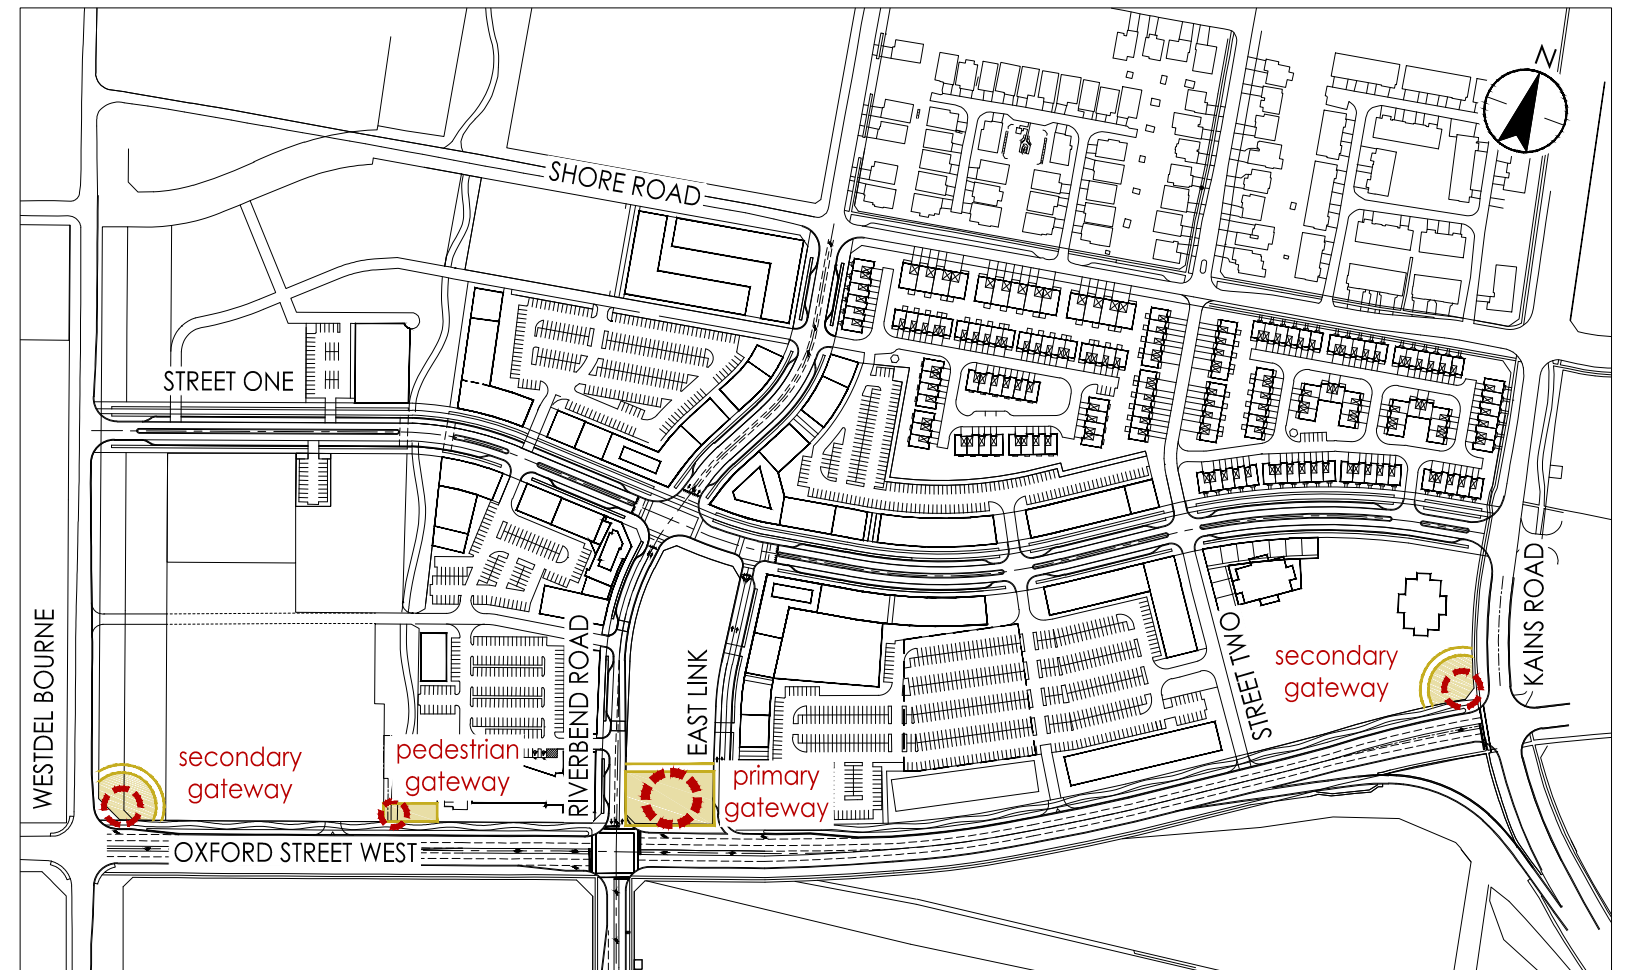 N
SHORE ROAD
STREET ONE
WESTDEL BOURNE
RIVERBEND ROAD
EAST LINK
STREET TWO
KAINS ROAD
secondary
gateway
secondary
gateway
pedestrian
gateway
primary
gateway
OXFORD STREET WEST